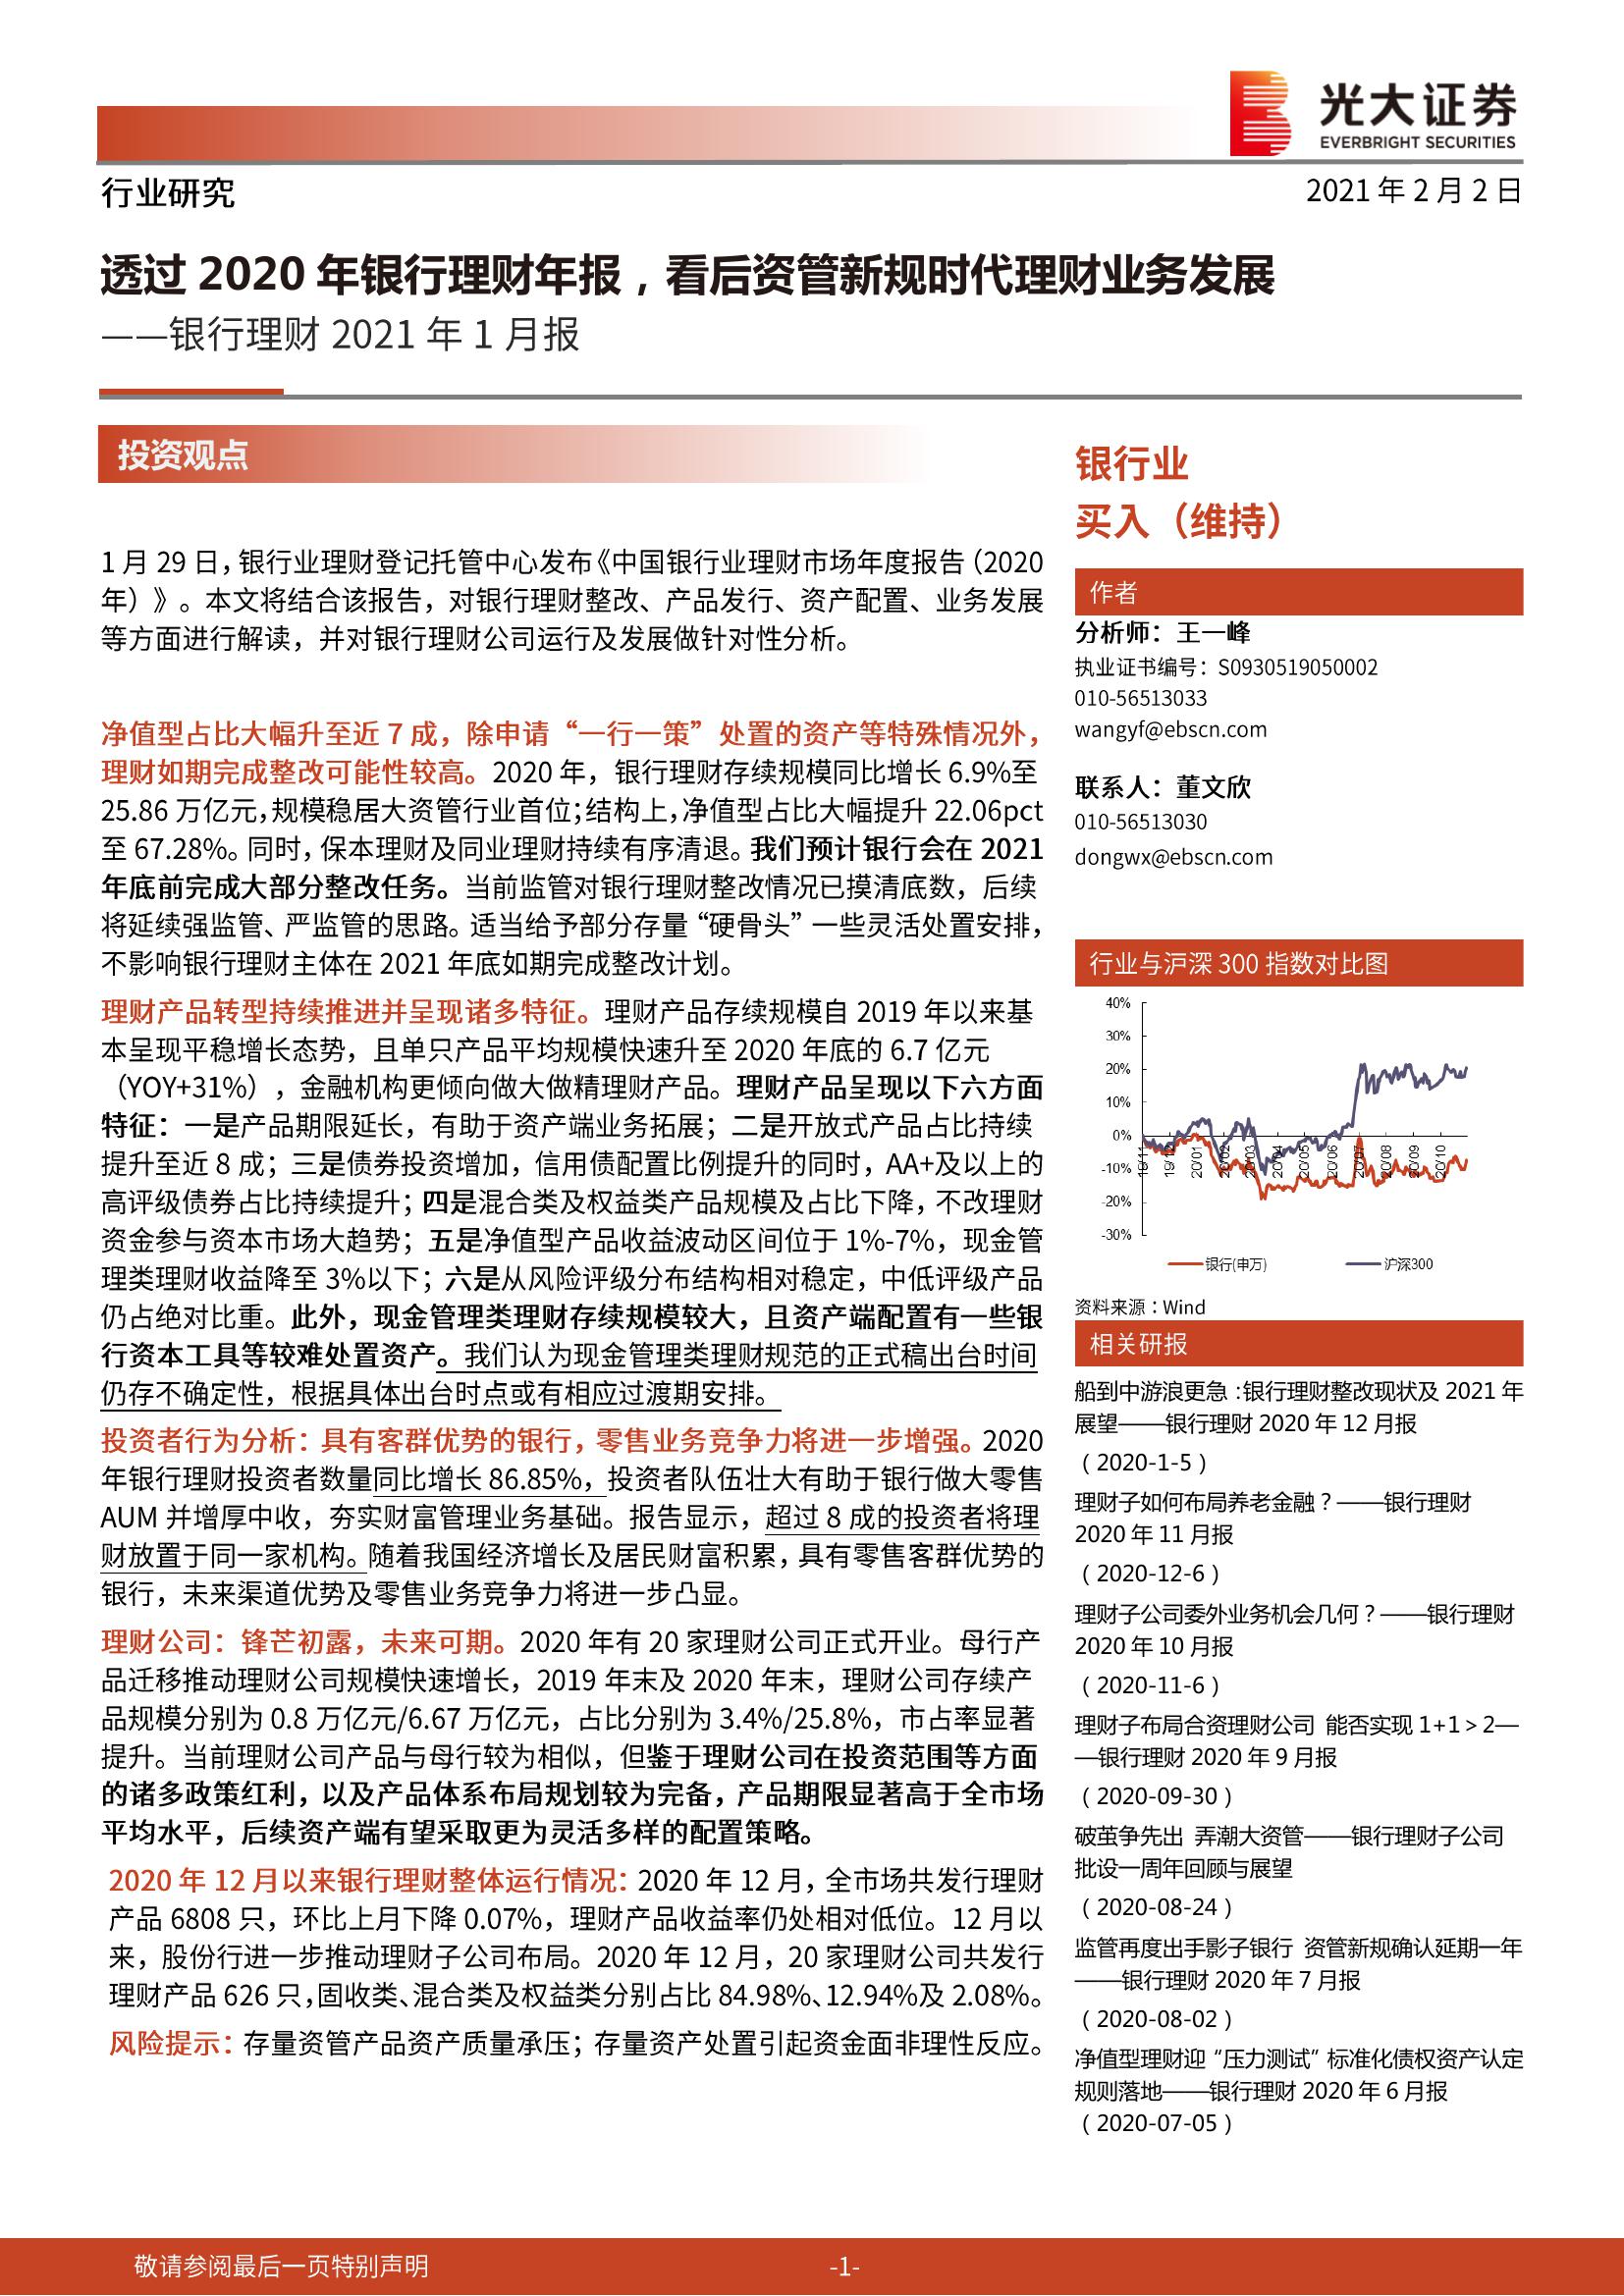 光大证券
EVERBRIGHT SECURITIES
行业研究
2021 年 2 月 2 日
透过 2020 年银行理财年报，看后资管新规时代理财业务发展
——银行理财 2021 年 1 月报
投资观点
1 月 29 日，银行业理财登记托管中心发布《中国银行业理财市场年度报告（2020
年）》。本文将结合该报告，对银行理财整改、产品发行、资产配置、业务发展
等方面进行解读，并对银行理财公司运行及发展做针对性分析。
净值型占比大幅升至近 7 成，除申请“一行一策”处置的资产等特殊情况外，
理财如期完成整改可能性较高。2020 年，银行理财存续规模同比增长 6.9%至
25.86 万亿元，规模稳居大资管行业首位；结构上，净值型占比大幅提升 22.06pct
至 67.28%。同时，保本理财及同业理财持续有序清退。我们预计银行会在 2021
年底前完成大部分整改任务。当前监管对银行理财整改情况已摸清底数，后续
将延续强监管、严监管的思路。适当给予部分存量“硬骨头”一些灵活处置安排，
不影响银行理财主体在 2021 年底如期完成整改计划。
理财产品转型持续推进并呈现诸多特征。理财产品存续规模自 2019 年以来基
本呈现平稳增长态势，且单只产品平均规模快速升至 2020 年底的 6.7 亿元
（YOY+31%），金融机构更倾向做大做精理财产品。理财产品呈现以下六方面
特征：一是产品期限延长，有助于资产端业务拓展；二是开放式产品占比持续
提升至近 8 成；三是债券投资增加，信用债配置比例提升的同时，AA+及以上的
高评级债券占比持续提升；四是混合类及权益类产品规模及占比下降，不改理财
资金参与资本市场大趋势；五是净值型产品收益波动区间位于 1%-7%，现金管
理类理财收益降至 3%以下；六是从风险评级分布结构相对稳定，中低评级产品
仍占绝对比重。此外，现金管理类理财存续规模较大，且资产端配置有一些银
行资本工具等较难处置资产。我们认为现金管理类理财规范的正式稿出台时间
仍存不确定性，根据具体出台时点或有相应过渡期安排。
投资者行为分析：具有客群优势的银行，零售业务竞争力将进一步增强。2020
年银行理财投资者数量同比增长 86.85%，投资者队伍壮大有助于银行做大零售
AUM 并增厚中收，夯实财富管理业务基础。报告显示，超过 8 成的投资者将理
财放置于同一家机构。随着我国经济增长及居民财富积累，具有零售客群优势的
银行，未来渠道优势及零售业务竞争力将进一步凸显。
理财公司：锋芒初露，未来可期。2020 年有 20 家理财公司正式开业。母行产
品迁移推动理财公司规模快速增长，2019 年末及 2020 年末，理财公司存续产
品规模分别为 0.8 万亿元/6.67 万亿元，占比分别为 3.4%/25.8%，市占率显著
提升。当前理财公司产品与母行较为相似，但鉴于理财公司在投资范围等方面
的诸多政策红利，以及产品体系布局规划较为完备，产品期限显著高于全市场
平均水平，后续资产端有望采取更为灵活多样的配置策略。
2020 年 12 月以来银行理财整体运行情况：2020 年 12 月，全市场共发行理财
产品 6808 只，环比上月下降 0.07%，理财产品收益率仍处相对低位。12 月以
来，股份行进一步推动理财子公司布局。2020 年 12 月，20 家理财公司共发行
理财产品 626 只，固收类、混合类及权益类分别占比 84.98%、12.94%及 2.08%。
风险提示：存量资管产品资产质量承压；存量资产处置引起资金面非理性反应。
银行业
买入（维持）
作者
分析师：王一峰
执业证书编号：S0930519050002
010-56513033
wangyf@ebscn.com
联系人：董文欣
010-56513030
dongwx@ebscn.com
行业与沪深 300 指数对比图
40%
30%
20%
10%
0%
-10%
-20%
-30%
19/11
19/12
20/01
20/02
20/03
20/04
20/05
20/06
20/07
20/08
20/09
20/10
银行(申万)
沪深300
资料来源：Wind
相关研报
船到中游浪更急：银行理财整改现状及 2021 年
展望——银行理财 2020 年 12 月报
（2020-1-5）
理财子如何布局养老金融？——银行理财
2020 年 11 月报
（2020-12-6）
理财子公司委外业务机会几何？——银行理财
2020 年 10 月报
（2020-11-6）
理财子布局合资理财公司 能否实现 1+1＞2—
—银行理财 2020 年 9 月报
（2020-09-30）
破茧争先出 弄潮大资管——银行理财子公司
批设一周年回顾与展望
（2020-08-24）
监管再度出手影子银行 资管新规确认延期一年
——银行理财 2020 年 7 月报
（2020-08-02）
净值型理财迎“压力测试”标准化债权资产认定
规则落地——银行理财 2020 年 6 月报
（2020-07-05）
敬请参阅最后一页特别声明
-1-